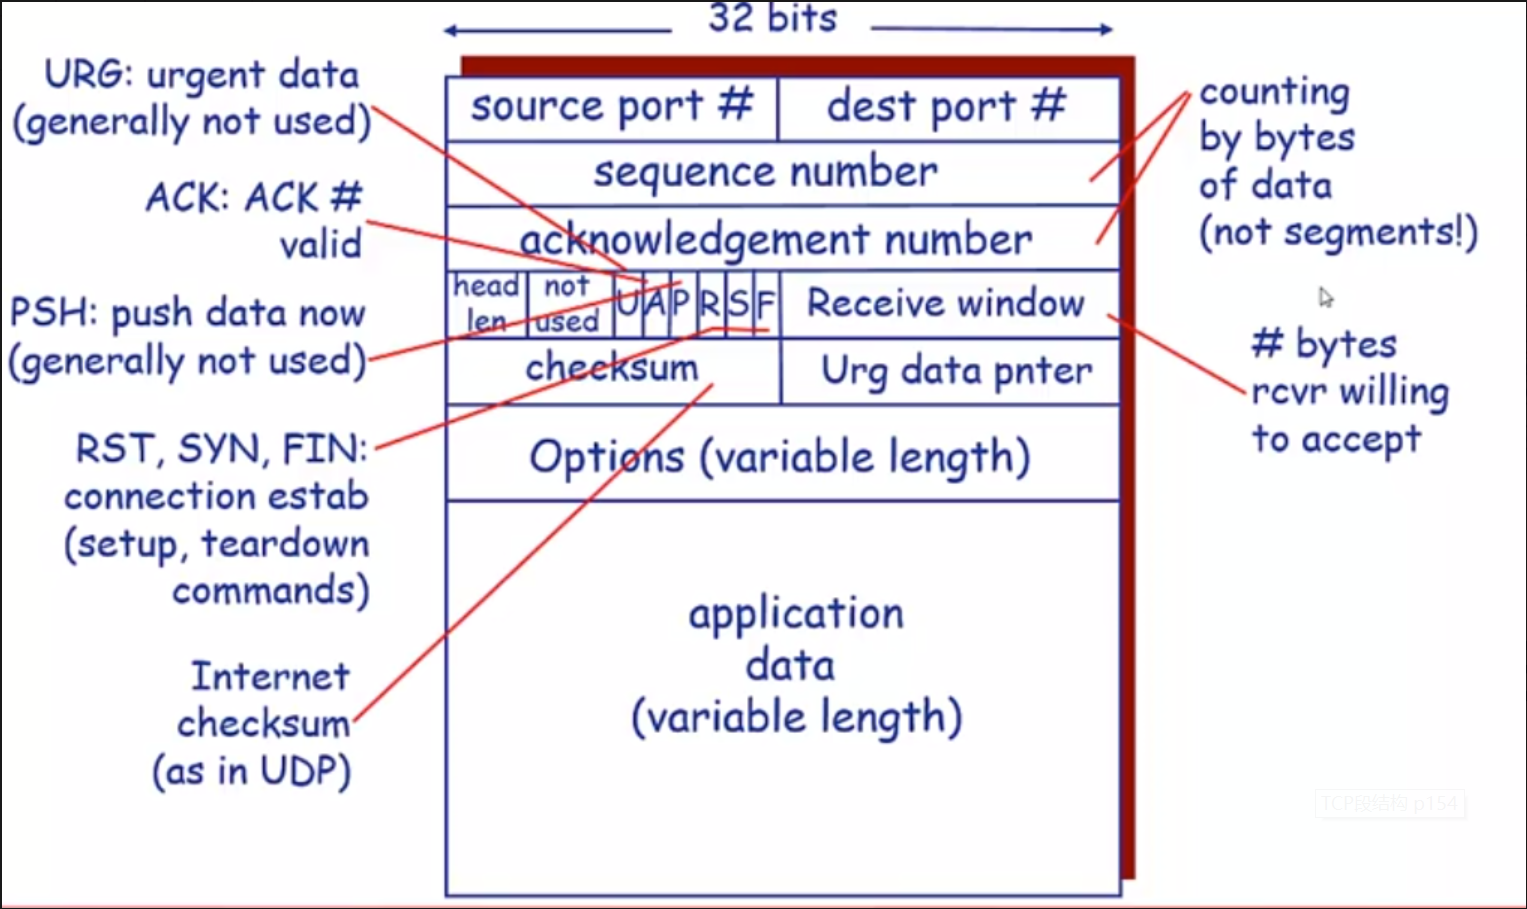 32 bits
URG: urgent data
(generally not used)
ACK: ACK #
valid
PSH: push data now
(generally not used)
RST, SYN, FIN:
connection estab
(setup, teardown
commands)
Internet
checksum
(as in UDP)
source port #
dest port #
sequence number
acknowledgement number
head
len
not
used
U
A
P
R
S
F
Receive window
checksum
Urg data pnter
Options (variable length)
application
data
(variable length)
counting
by bytes
of data
(not segments!)
# bytes
rcvr willing
to accept
TCP段结构 p154